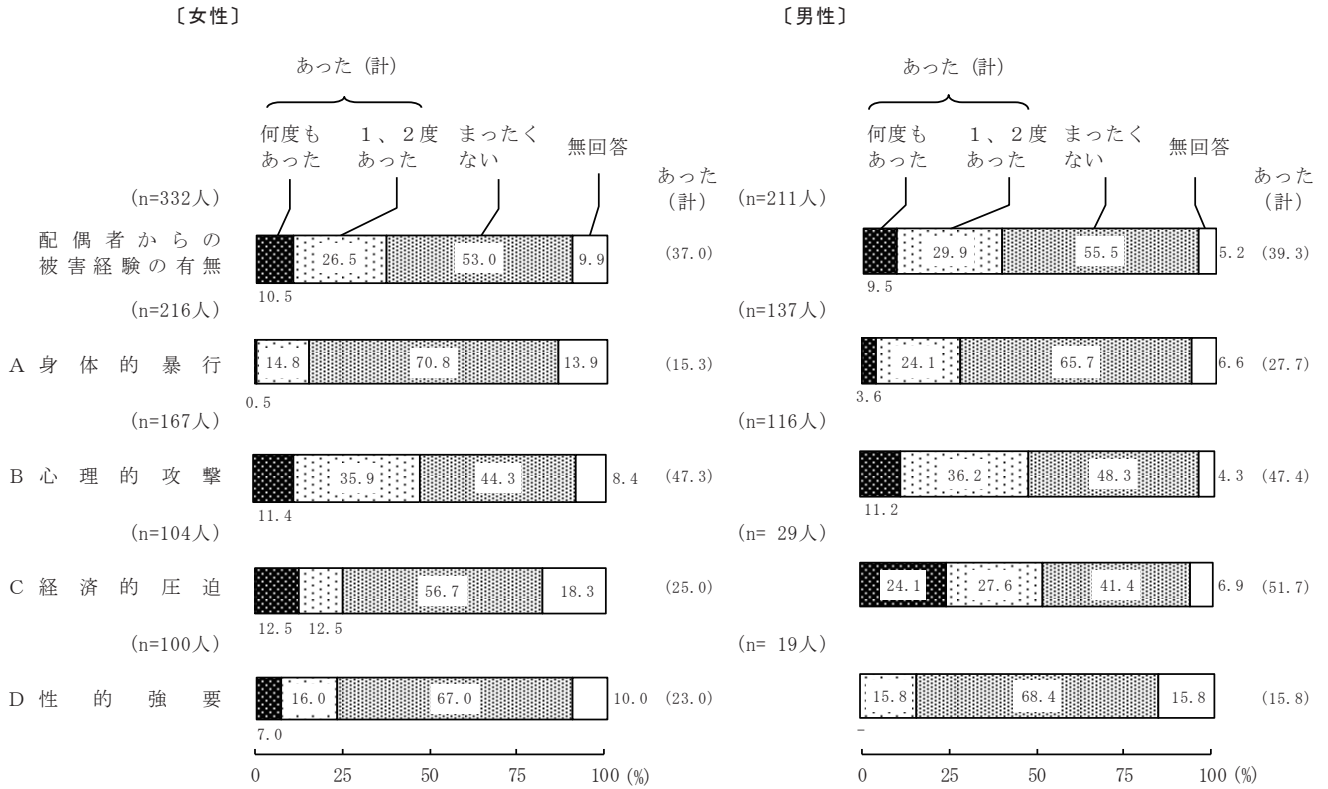 〔女性〕
あった（計）
何度も
あった
１、２度
あった
まったく
ない
無回答
あった
（計）
(n=332人)
配偶者からの
被害経験の有無
26.5
53.0
9.9
(37.0)
10.5
(n=216人)
A 身体的暴行
14.8
70.8
13.9
(15.3)
0.5
(n=167人)
B 心理的攻撃
35.9
44.3
8.4
(47.3)
11.4
(n=104人)
C 経済的圧迫
56.7
18.3
(25.0)
12.5
12.5
(n=100人)
D 性的強要
16.0
67.0
10.0
(23.0)
7.0
0 25 50 75 100 (%)
〔男性〕
あった（計）
何度も
あった
１、２度
あった
まったく
ない
無回答
あった
（計）
(n=211人)
29.9
55.5
5.2
(39.3)
9.5
(n=137人)
24.1
65.7
6.6
(27.7)
3.6
(n=116人)
36.2
48.3
4.3
(47.4)
11.2
(n= 29人)
24.1
27.6
41.4
6.9
(51.7)
(n= 19人)
15.8
68.4
15.8
(15.8)
−
0 25 50 75 100 (%)